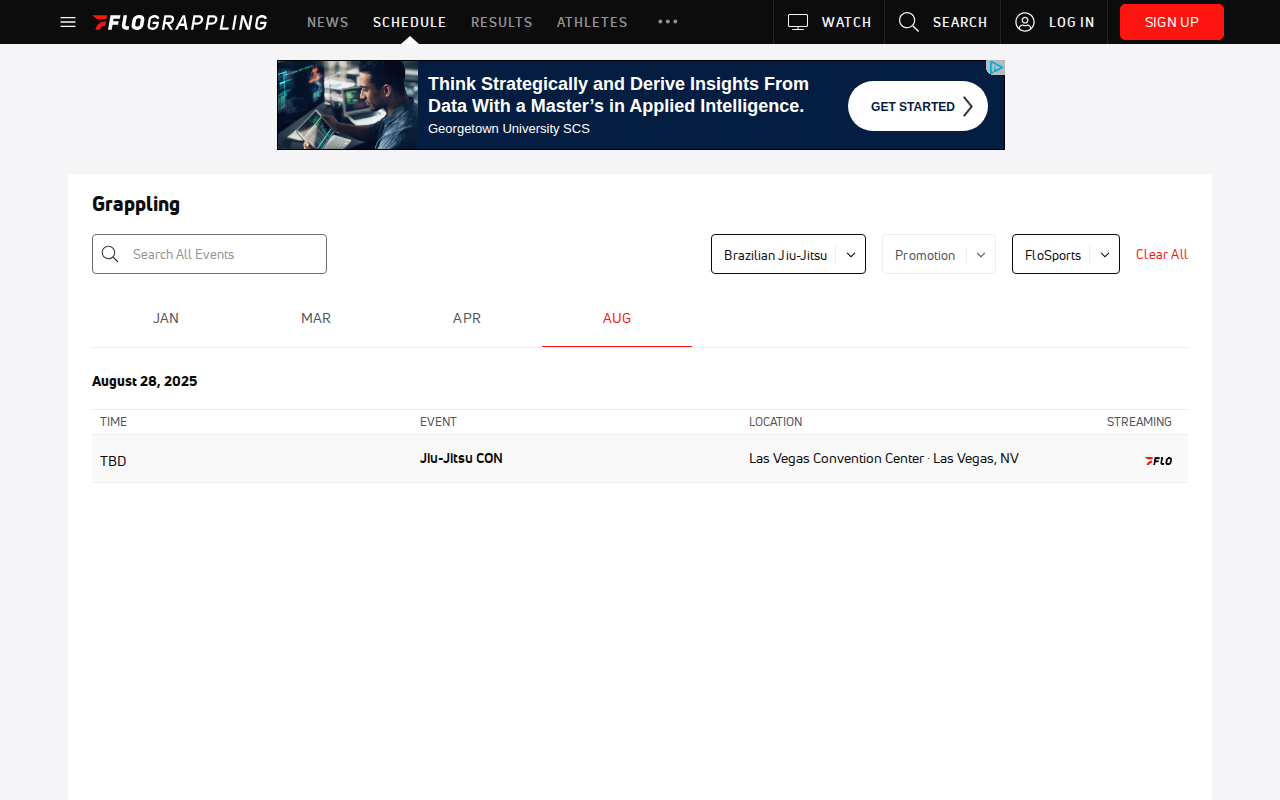 FLOGRAPPLING NEWS SCHEDULE RESULTS ATHLETES ••• WATCH SEARCH LOG IN SIGN UP
Think Strategically and Derive Insights From
Data With a Master's in Applied Intelligence.
Georgetown University SCS
GET STARTED
Grappling
Search All Events
Brazilian Jiu-Jitsu
Promotion
FloSports
Clear All
JAN MAR APR AUG
August 28, 2025
TIME EVENT LOCATION STREAMING
TBD Jiu-Jitsu CON Las Vegas Convention Center · Las Vegas, NV FLO